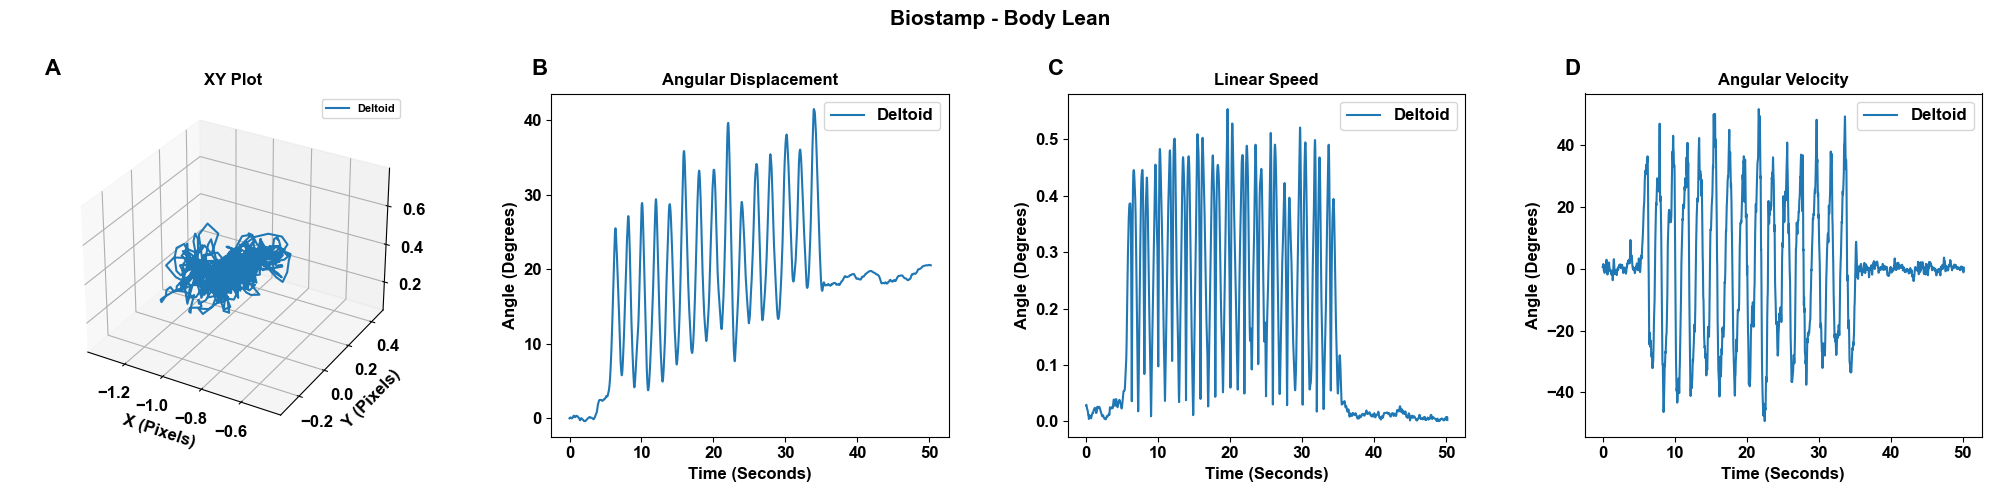 Biostamp - Body Lean
A
XY Plot
Deltoid
0.6
0.4
0.2
−1.2
−1.0
−0.8
−0.6
X (Pixels)
0.4
0.2
0.0
−0.2
Y (Pixels)
B
Angular Displacement
Deltoid
40
30
20
10
0
Angle (Degrees)
0 10 20 30 40 50
Time (Seconds)
C
Linear Speed
Deltoid
0.5
0.4
0.3
0.2
0.1
0.0
Angle (Degrees)
0 10 20 30 40 50
Time (Seconds)
D
Angular Velocity
Deltoid
40
20
0
−20
−40
Angle (Degrees)
0 10 20 30 40 50
Time (Seconds)